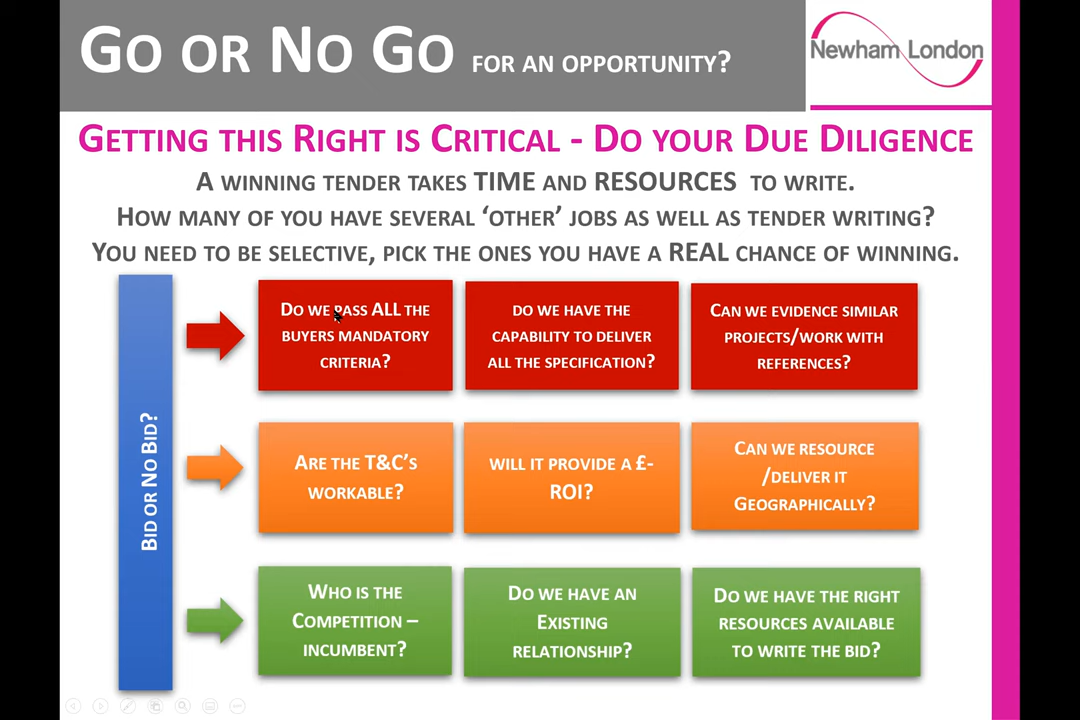 Go or No Go for an opportunity?
Newham London
Getting this Right is Critical - Do your Due Diligence
A winning tender takes TIME and RESOURCES to write.
How many of you have several ‘other’ jobs as well as tender writing?
You need to be selective, pick the ones you have a REAL chance of winning.
Bid or No Bid?
Do we pass ALL the
buyers mandatory
criteria?
do we have the
capability to deliver
all the specification?
Can we evidence similar
projects/work with
references?
Are the T&C’s
workable?
will it provide a £-
ROI?
Can we resource
/deliver it
Geographically?
Who is the
Competition –
incumbent?
Do we have an
Existing
relationship?
Do we have the right
resources available
to write the bid?